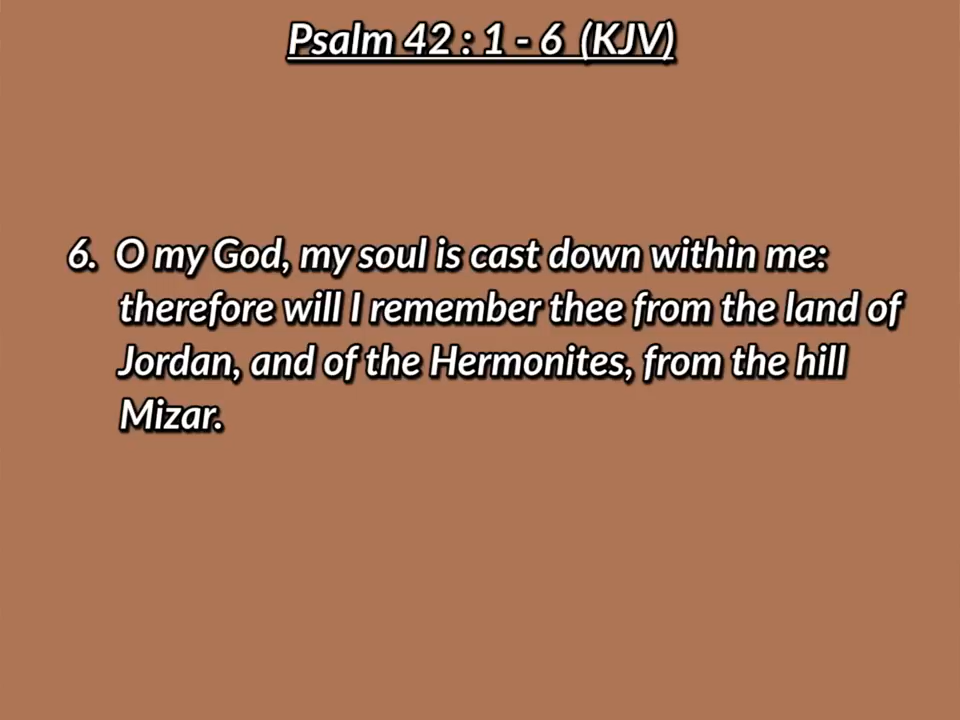 Psalm 42 : 1 - 6 (KJV)
6. O my God, my soul is cast down within me:
therefore will I remember thee from the land of
Jordan, and of the Hermonites, from the hill
Mizar.